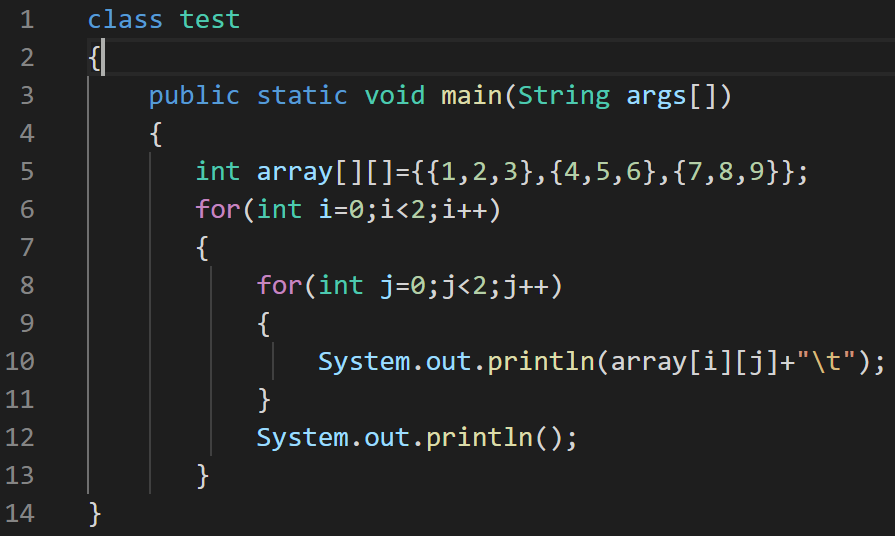 1 class test
2 {
3     public static void main(String args[])
4     {
5        int array[][]={{1,2,3},{4,5,6},{7,8,9}};
6        for(int i=0;i<2;i++)
7        {
8            for(int j=0;j<2;j++)
9            {
10                System.out.println(array[i][j]+"\t");
11            }
12            System.out.println();
13        }
14 }